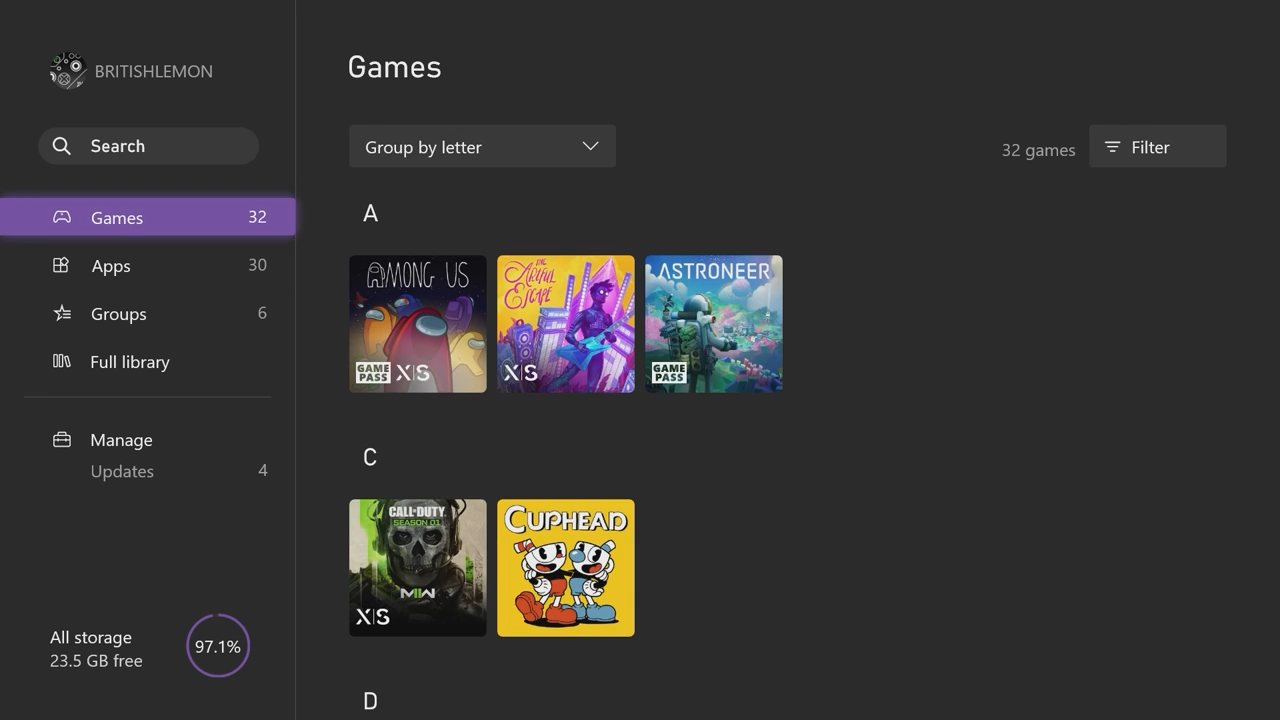 BRITISHLEMON
Search
Games 32
Apps 30
Groups 6
Full library
Manage
Updates 4
All storage
23.5 GB free
97.1%
Games
Group by letter
32 games
Filter
A
AMONG US
GAME
PASS
X|S
THE
ARTFUL
ESCAPE
X|S
ASTRONEER
GAME
PASS
C
CALL OF DUTY
SEASON 01
MWII
X|S
CUPHEAD
D